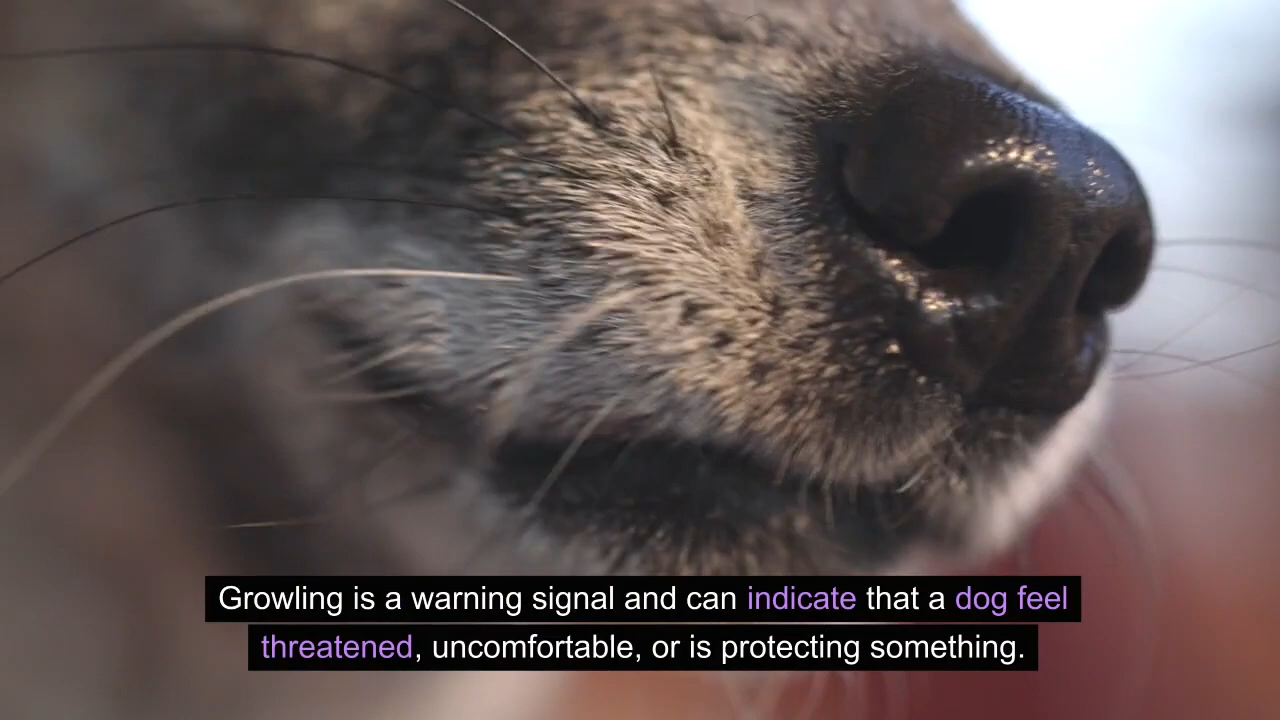 Growling is a warning signal and can indicate that a dog feel
threatened, uncomfortable, or is protecting something.